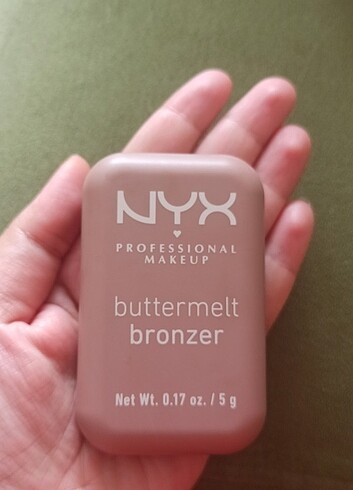 NYX
PROFESSIONAL
MAKEUP
buttermelt
bronzer
Net Wt. 0.17 oz. / 5 g